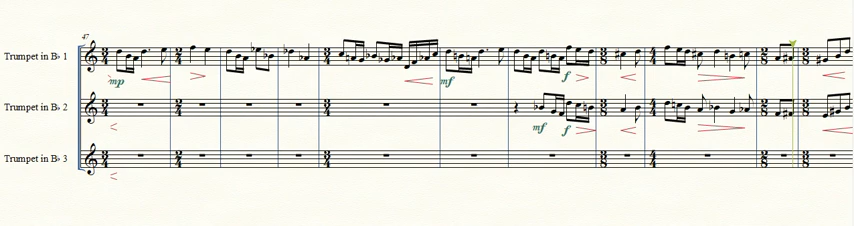 47
Trumpet in B♭ 1
mp
mf
f
Trumpet in B♭ 2
mf
f
Trumpet in B♭ 3